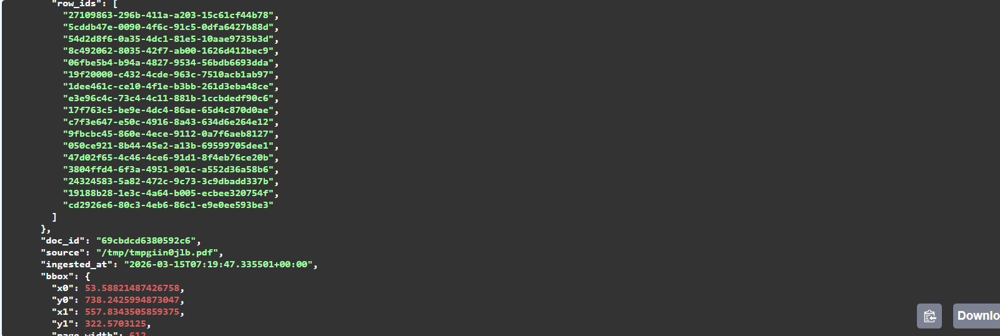 "row_ids": [
"27109863-296b-411a-a203-15c61cf44b78",
"5cddb47e-0090-4f6c-91c5-0dfa6427b88d",
"54d2d8f6-0a35-4dc1-81e5-10aae9735b3d",
"8c492062-8035-42f7-ab00-1626d412bec9",
"06fbe5b4-b94a-4827-9534-56bdb6693dda",
"19f20000-c432-4cde-963c-7510acb1ab97",
"1dee461c-ce10-4f1e-b3bb-261d3eba48ce",
"e3e96c4c-73c4-4c11-881b-1ccbdedf90c6",
"17f763c5-be9e-4dc4-86ae-65d4c870d0ae",
"c7f3e647-e50c-4916-8a43-634d6e264e12",
"9fbcbc45-860e-4ece-9112-0a7f6aeb8127",
"050ce921-8b44-45e2-a13b-69599705dee1",
"47d02f65-4c46-4ce6-91d1-8f4eb76ce20b",
"3804ffd4-6f3a-4951-901c-a552d36a58b6",
"24324583-5a82-472c-9c73-3c9dbadd337b",
"19188b28-1e3c-4a64-b005-ecbee320754f",
"cd2926e6-80c3-4eb6-86c1-e9e0ee593be3"
]
},
"doc_id": "69cbdcd6380592c6",
"source": "/tmp/tmpgiin0jlb.pdf",
"ingested_at": "2026-03-15T07:19:47.335501+00:00",
"bbox": {
"x0": 53.58821487426758,
"y0": 738.2425994873047,
"x1": 557.8343505859375,
"y1": 322.5703125,
"page_width": 612,
Downlo